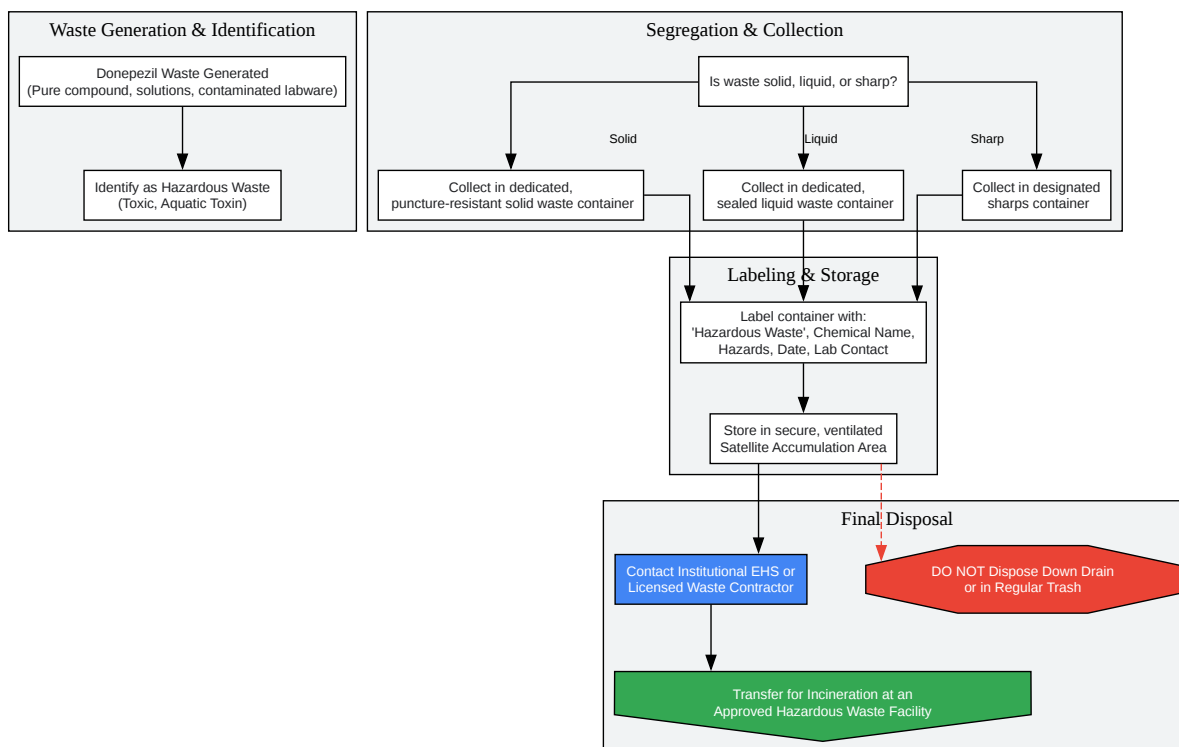 Waste Generation & Identification
Donepezil Waste Generated
(Pure compound, solutions, contaminated labware)
Identify as Hazardous Waste
(Toxic, Aquatic Toxin)
Segregation & Collection
Is waste solid, liquid, or sharp?
Solid
Liquid
Sharp
Collect in dedicated,
puncture-resistant solid waste container
Collect in dedicated,
sealed liquid waste container
Collect in designated
sharps container
Labeling & Storage
Label container with:
'Hazardous Waste', Chemical Name,
Hazards, Date, Lab Contact
Store in secure, ventilated
Satellite Accumulation Area
Final Disposal
Contact Institutional EHS or
Licensed Waste Contractor
DO NOT Dispose Down Drain
or in Regular Trash
Transfer for Incineration at an
Approved Hazardous Waste Facility